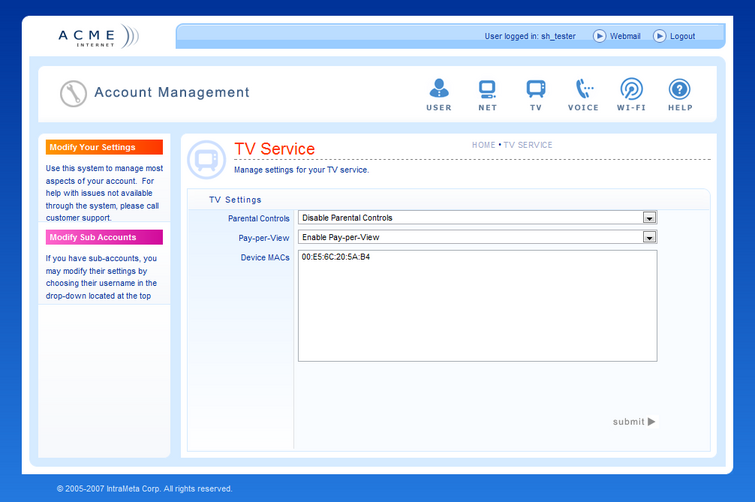 ACME
INTERNET
User logged in: sh_tester
Webmail
Logout
Account Management
USER
NET
TV
VOICE
WI-FI
HELP
Modify Your Settings
Use this system to manage most
aspects of your account. For
help with issues not available
through the system, please call
customer support.
Modify Sub Accounts
If you have sub-accounts, you
may modify their settings by
choosing their username in the
drop-down located at the top
TV Service
HOME • TV SERVICE
Manage settings for your TV service.
TV Settings
Parental Controls
Disable Parental Controls
Pay-per-View
Enable Pay-per-View
Device MACs
00:E5:6C:20:5A:B4
submit
© 2005-2007 IntraMeta Corp. All rights reserved.